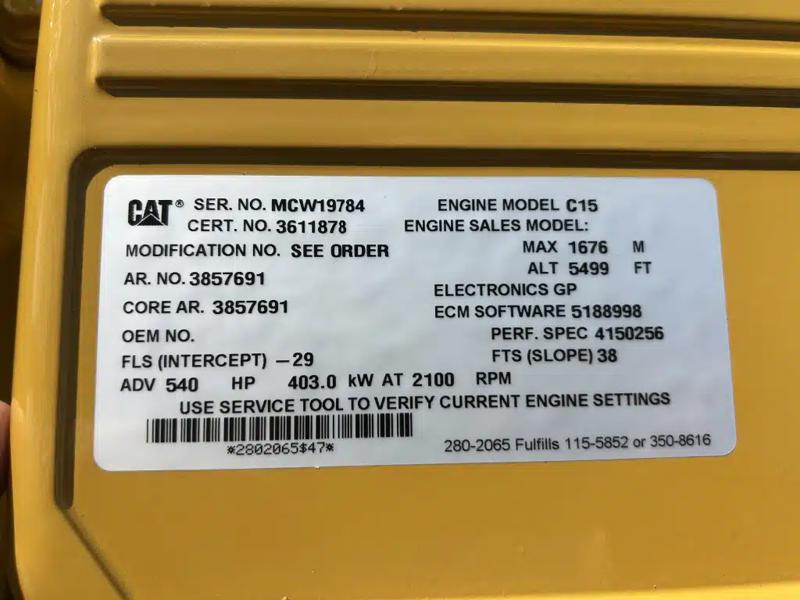 CAT® SER. NO. MCW19784 ENGINE MODEL C15
CERT. NO. 3611878 ENGINE SALES MODEL:
MODIFICATION NO. SEE ORDER MAX 1676 M
AR. NO. 3857691 ALT 5499 FT
ELECTRONICS GP
CORE AR. 3857691 ECM SOFTWARE 5188998
OEM NO. PERF. SPEC 4150256
FLS (INTERCEPT) -29 FTS (SLOPE) 38
ADV 540 HP 403.0 kW AT 2100 RPM
USE SERVICE TOOL TO VERIFY CURRENT ENGINE SETTINGS
*2802065$47* 280-2065 Fulfills 115-5852 or 350-8616